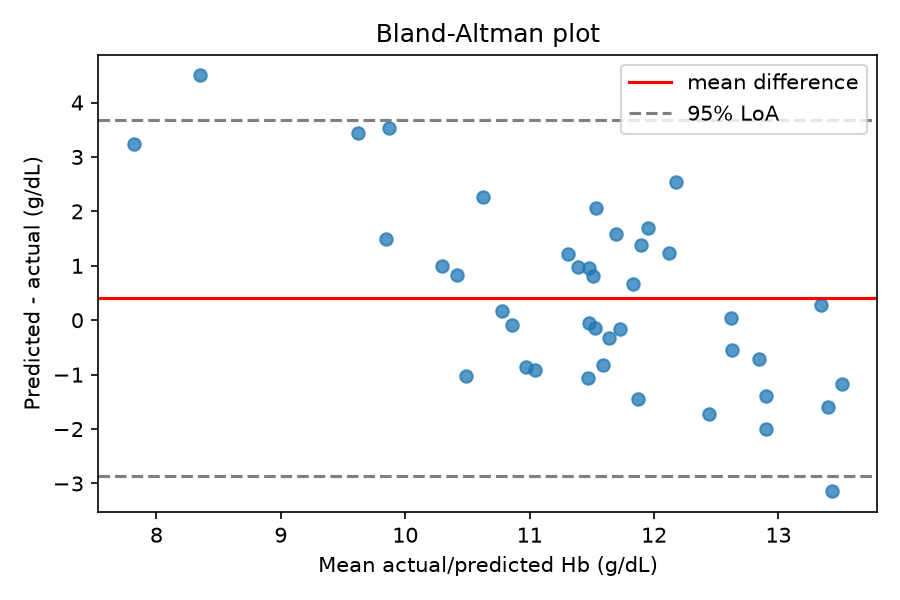 Bland-Altman plot
mean difference
95% LoA
4
3
2
1
0
−1
−2
−3
Predicted - actual (g/dL)
8 9 10 11 12 13
Mean actual/predicted Hb (g/dL)